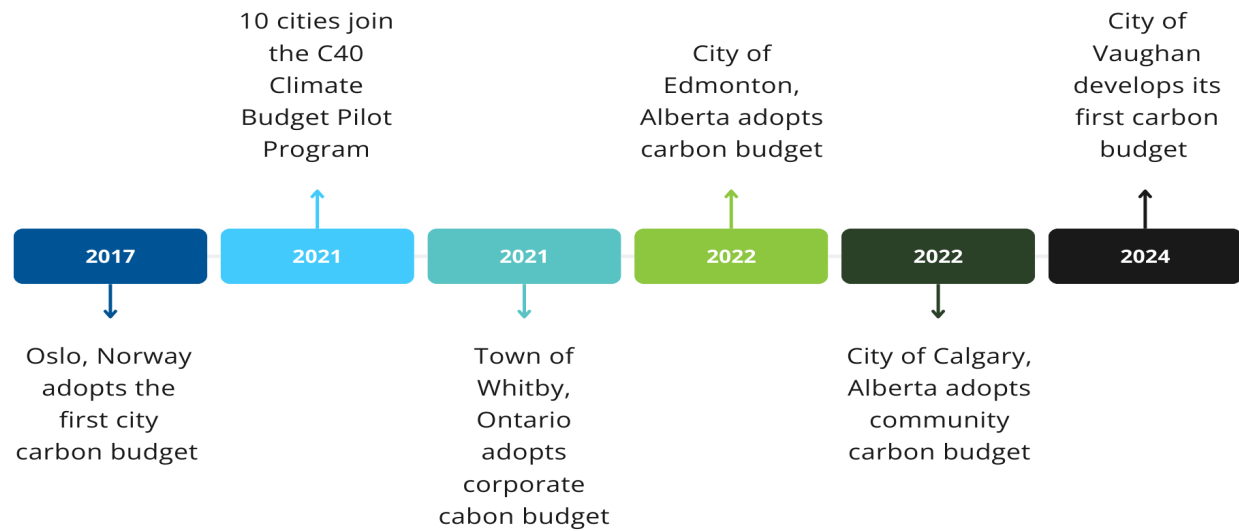 10 cities join
the C40
Climate
Budget Pilot
Program
City of
Edmonton,
Alberta adopts
carbon budget
City of
Vaughan
develops its
first carbon
budget
2017
2021
2021
2022
2022
2024
Oslo, Norway
adopts the
first city
carbon budget
Town of
Whitby,
Ontario
adopts
corporate
cabon budget
City of Calgary,
Alberta adopts
community
carbon budget